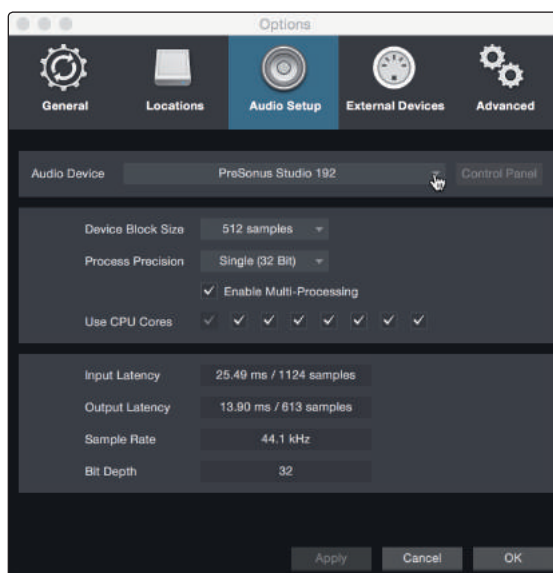 Options
General Locations Audio Setup External Devices Advanced
Audio Device PreSonus Studio 192 Control Panel
Device Block Size 512 samples
Process Precision Single (32 Bit)
Enable Multi-Processing
Use CPU Cores
Input Latency 25.49 ms / 1124 samples
Output Latency 13.90 ms / 613 samples
Sample Rate 44.1 kHz
Bit Depth 32
Apply Cancel OK